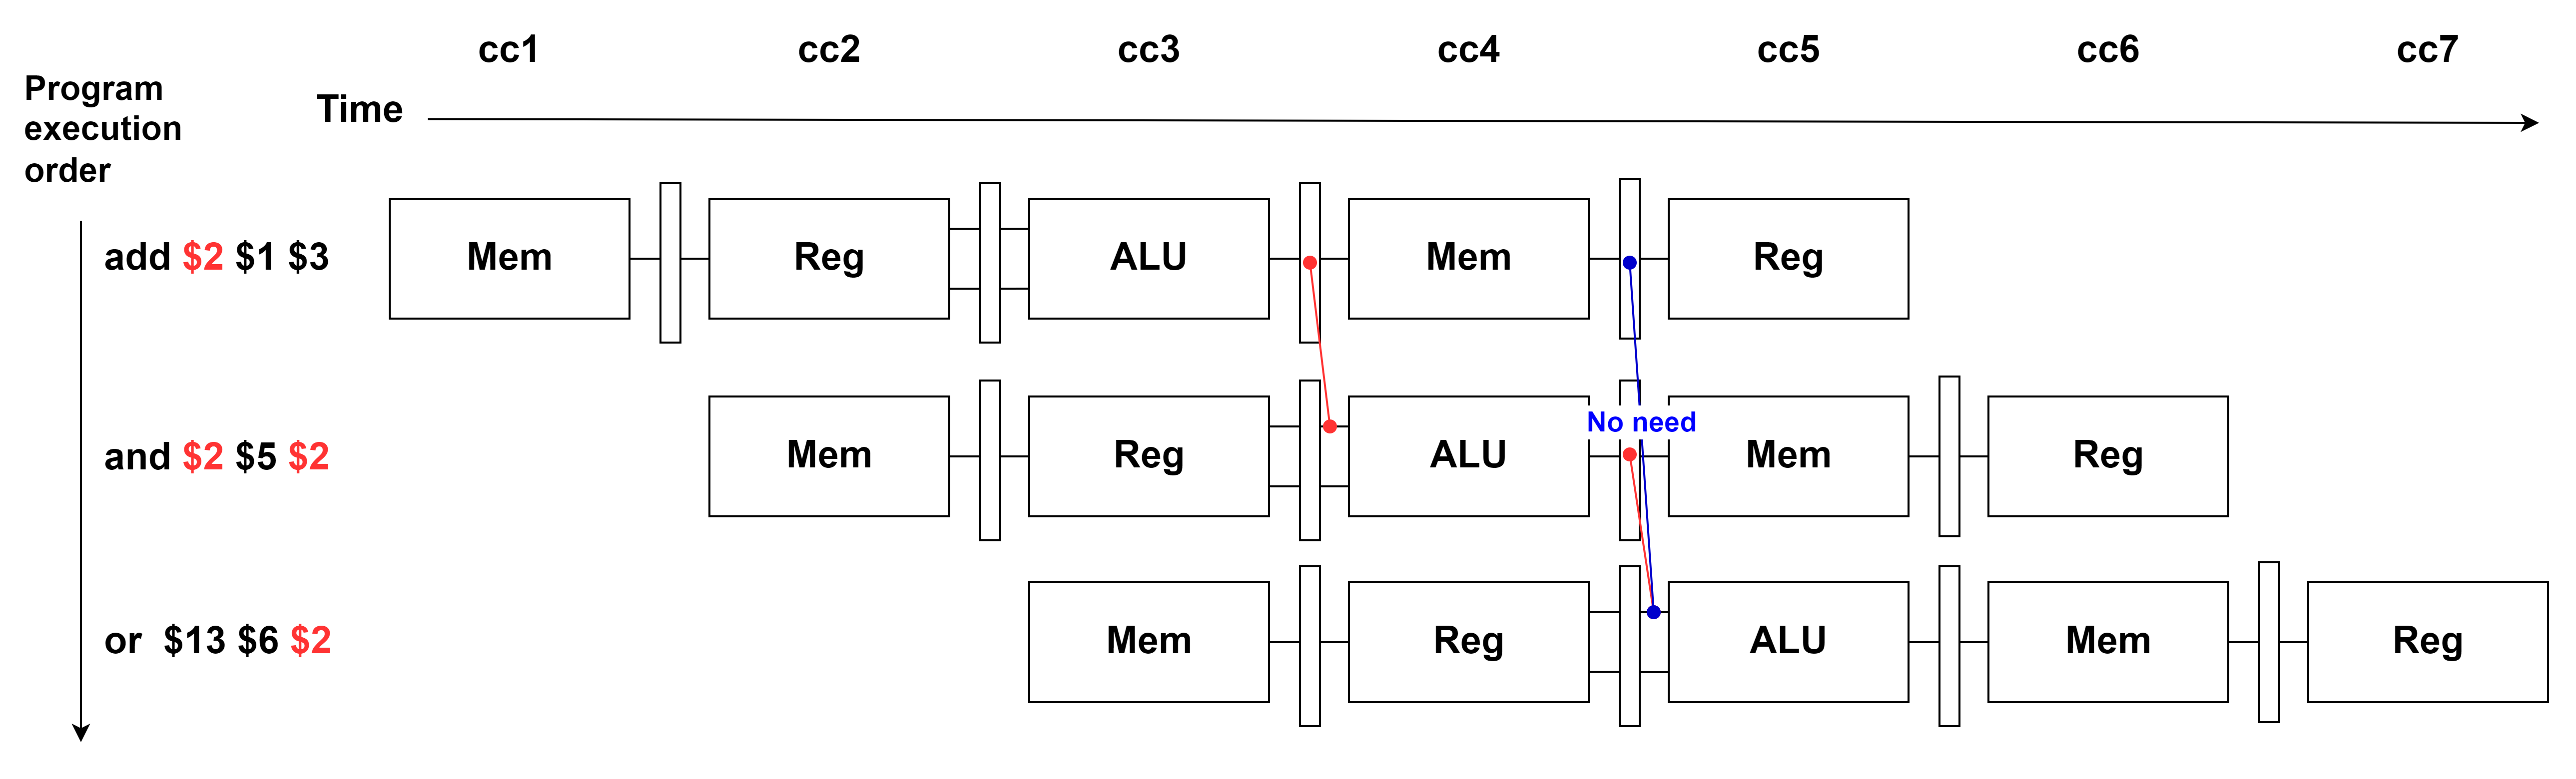 cc1 cc2 cc3 cc4 cc5 cc6 cc7
Program
execution
order
Time
add $2 $1 $3
Mem Reg ALU Mem Reg
and $2 $5 $2
Mem Reg ALU No need Mem Reg
or $13 $6 $2
Mem Reg ALU Mem Reg